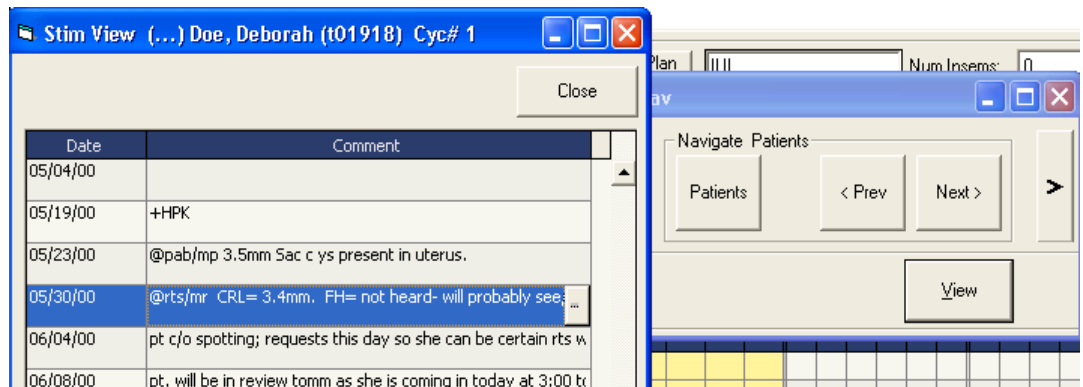 Stim View (...) Doe, Deborah (t01918) Cyc# 1
Close
Date Comment
05/04/00
05/19/00 +HPK
05/23/00 @pab/mp 3.5mm Sac c ys present in uterus.
05/30/00 @rts/mr CRL= 3.4mm. FH= not heard- will probably see, ...
06/04/00 pt c/o spotting; requests this day so she can be certain rts w
06/08/00 pt. will be in review tomm as she is coming in today at 3:00 to
Plan Num Insems: 0
av
Navigate Patients
Patients < Prev Next > >
View